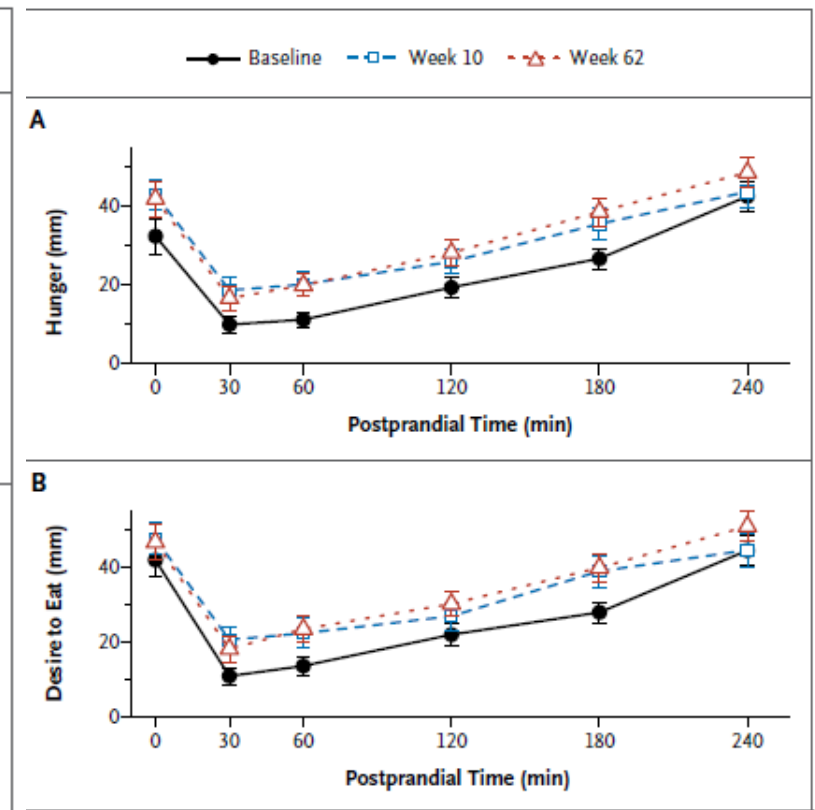 Baseline Week 10 Week 62
A
Hunger (mm)
40
20
0
0 30 60 120 180 240
Postprandial Time (min)
B
Desire to Eat (mm)
40
20
0
0 30 60 120 180 240
Postprandial Time (min)